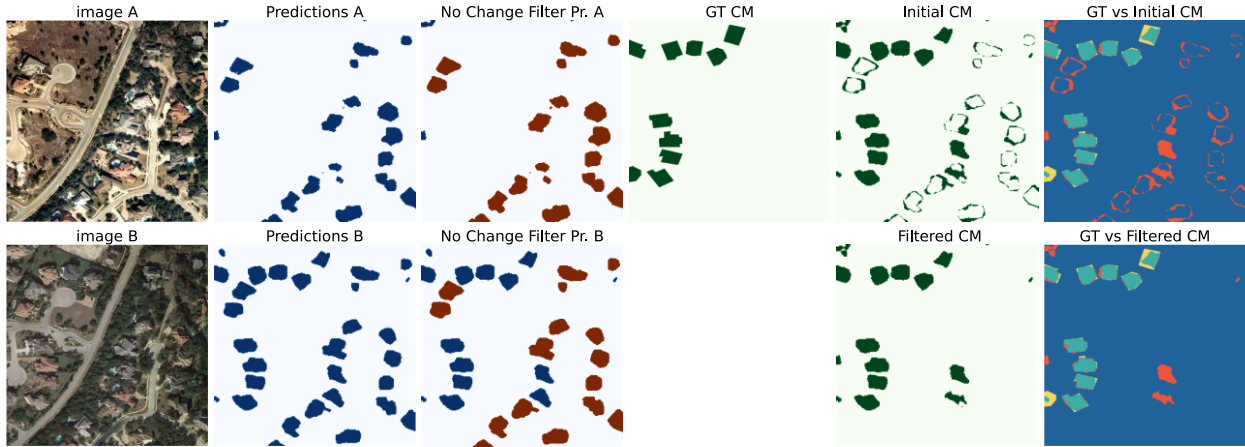 image A
Predictions A
No Change Filter Pr. A
GT CM
Initial CM
GT vs Initial CM
image B
Predictions B
No Change Filter Pr. B
Filtered CM
GT vs Filtered CM